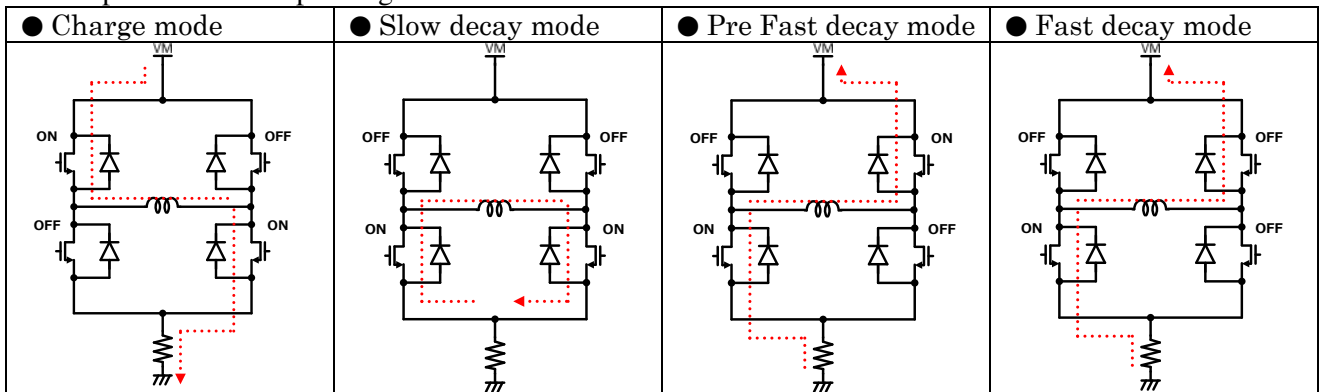 ● Charge mode
● Slow decay mode
● Pre Fast decay mode
● Fast decay mode
VM
ON
OFF
OFF
ON
OFF
OFF
ON
ON
VM
OFF
ON
ON
OFF
VM
OFF
OFF
ON
OFF